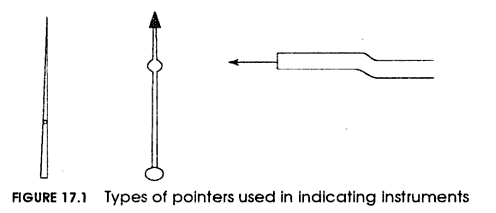 FIGURE 17.1 Types of pointers used in indicating instruments